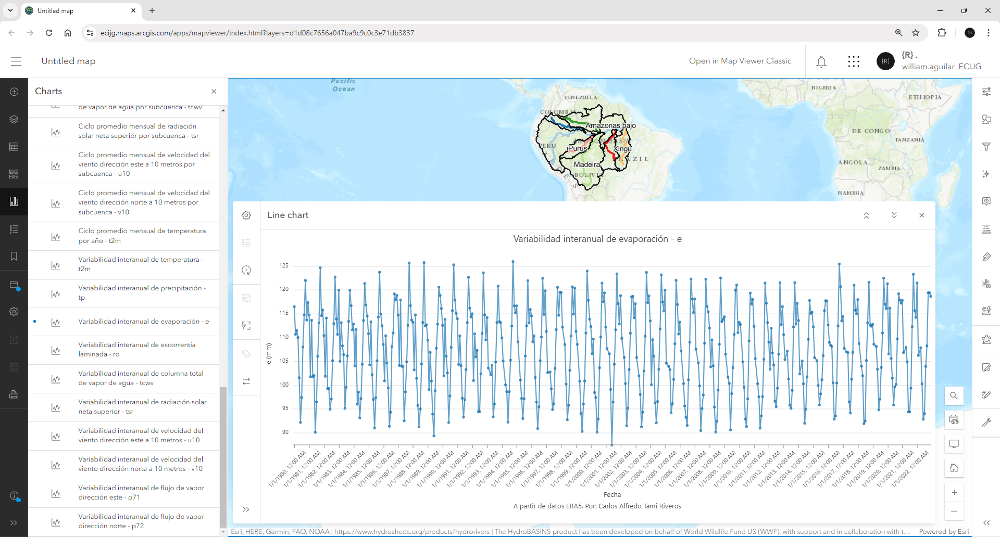 Untitled map
ecijg.maps.arcgis.com/apps/mapviewer/index.html?layers=d1d08c7656a047ba9c9c0c3e71db3837
Untitled map
Open in Map Viewer Classic
{R} .
william.aguilar_ECIJG
Charts
de vapor de agua por subcuenca - tcwv
Ciclo promedio mensual de radiación
solar neta superior por subcuenca - tsr
Ciclo promedio mensual de velocidad del
viento dirección este a 10 metros por
subcuenca - u10
Ciclo promedio mensual de velocidad del
viento dirección norte a 10 metros por
subcuenca - v10
Ciclo promedio mensual de temperatura
por año - t2m
Variabilidad interanual de temperatura -
t2m
Variabilidad interanual de precipitación -
tp
Variabilidad interanual de evaporación - e
Variabilidad interanual de escorrentía
laminada - ro
Variabilidad interanual de columna total
de vapor de agua - tcwv
Variabilidad interanual de radiación solar
neta superior - tsr
Variabilidad interanual de velocidad del
viento dirección este a 10 metros - u10
Variabilidad interanual de velocidad del
viento dirección norte a 10 metros - v10
Variabilidad interanual de flujo de vapor
dirección este - p71
Variabilidad interanual de flujo de vapor
dirección norte - p72
Pacific
Ocean
VENEZUELA
COLOMBIA
Amazonas bajo
PERU
Purus
Xingu
BRAZIL
Madeira
BOLIVIA
NIGERIA
ETHIOPIA
DR CONGO
TANZANIA
ANGOLA
ZAMBIA
NAMIBIA
Line chart
Variabilidad interanual de evaporación - e
e (mm)
125
120
115
110
105
100
95
90
1/1/1980, 12:00 AM
1/1/1981, 12:00 AM
1/1/1982, 12:00 AM
1/1/1983, 12:00 AM
1/1/1984, 12:00 AM
1/1/1985, 12:00 AM
1/1/1986, 12:00 AM
1/1/1987, 12:00 AM
1/1/1988, 12:00 AM
1/1/1989, 12:00 AM
1/1/1990, 12:00 AM
1/1/1991, 12:00 AM
1/1/1992, 12:00 AM
1/1/1993, 12:00 AM
1/1/1994, 12:00 AM
1/1/1995, 12:00 AM
1/1/1996, 12:00 AM
1/1/1997, 12:00 AM
1/1/1998, 12:00 AM
1/1/1999, 12:00 AM
1/1/2000, 12:00 AM
1/1/2001, 12:00 AM
1/1/2002, 12:00 AM
1/1/2003, 12:00 AM
1/1/2004, 12:00 AM
1/1/2005, 12:00 AM
1/1/2006, 12:00 AM
1/1/2007, 12:00 AM
1/1/2008, 12:00 AM
1/1/2009, 12:00 AM
1/1/2010, 12:00 AM
1/1/2011, 12:00 AM
1/1/2012, 12:00 AM
1/1/2013, 12:00 AM
1/1/2014, 12:00 AM
1/1/2015, 12:00 AM
1/1/2016, 12:00 AM
1/1/2017, 12:00 AM
1/1/2018, 12:00 AM
1/1/2019, 12:00 AM
1/1/2020, 12:00 AM
1/1/2021, 12:00 AM
1/1/2022, 12:00 AM
Fecha
A partir de datos ERA5. Por: Carlos Alfredo Tami Riveros
Esri, HERE, Garmin, FAO, NOAA | https://www.hydrosheds.org/products/hydrorivers | The HydroBASINS product has been developed on behalf of World Wildlife Fund US (WWF), with support and in collaboration with t...
Powered by Esri